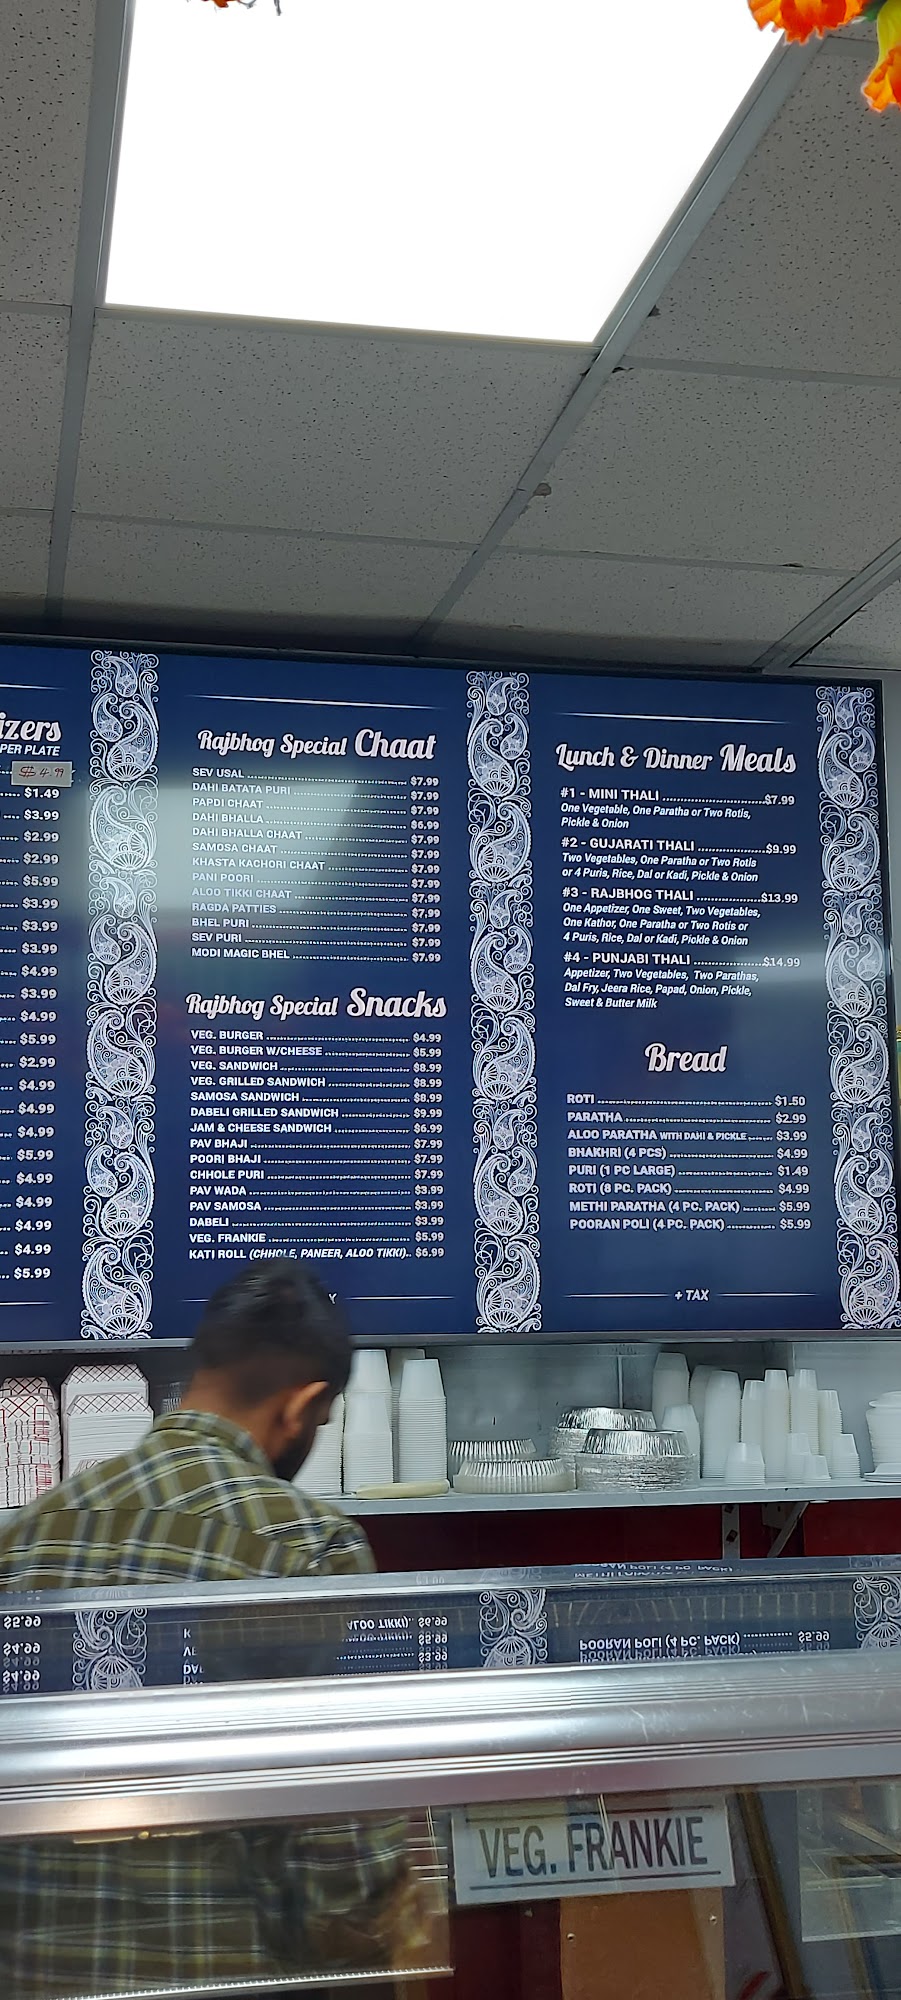 izers
PER PLATE
$4.99
$1.49
$3.99
$2.99
$2.99
$5.99
$3.99
$3.99
$3.99
$4.99
$3.99
$4.99
$5.99
$2.99
$4.99
$4.99
$4.99
$5.99
$4.99
$4.99
$4.99
$4.99
$5.99
Rajbhog Special Chaat
SEV USAL $7.99
DAHI BATATA PURI $7.99
PAPDI CHAAT $7.99
DAHI BHALLA $6.99
DAHI BHALLA CHAAT $7.99
SAMOSA CHAAT $7.99
KHASTA KACHORI CHAAT $7.99
PANI POORI $7.99
ALOO TIKKI CHAAT $7.99
RAGDA PATTIES $7.99
BHEL PURI $7.99
SEV PURI $7.99
MODI MAGIC BHEL $7.99
Rajbhog Special Snacks
VEG. BURGER $4.99
VEG. BURGER W/CHEESE $5.99
VEG. SANDWICH $8.99
VEG. GRILLED SANDWICH $8.99
SAMOSA SANDWICH $8.99
DABELI GRILLED SANDWICH $9.99
JAM & CHEESE SANDWICH $6.99
PAV BHAJI $7.99
POORI BHAJI $7.99
CHHOLE PURI $7.99
PAV WADA $3.99
PAV SAMOSA $3.99
DABELI $3.99
VEG. FRANKIE $5.99
KATI ROLL (CHHOLE, PANEER, ALOO TIKKI).. $6.99
Lunch & Dinner Meals
#1 - MINI THALI $7.99
One Vegetable, One Paratha or Two Rotis,
Pickle & Onion
#2 - GUJARATI THALI $9.99
Two Vegetables, One Paratha or Two Rotis
or 4 Puris, Rice, Dal or Kadi, Pickle & Onion
#3 - RAJBHOG THALI $13.99
One Appetizer, One Sweet, Two Vegetables,
One Kathor, One Paratha or Two Rotis or
4 Puris, Rice, Dal or Kadi, Pickle & Onion
#4 - PUNJABI THALI $14.99
Appetizer, Two Vegetables, Two Parathas,
Dal Fry, Jeera Rice, Papad, Onion, Pickle,
Sweet & Butter Milk
Bread
ROTI $1.50
PARATHA $2.99
ALOO PARATHA WITH DAHI & PICKLE $3.99
BHAKHRI (4 PCS) $4.99
PURI (1 PC LARGE) $1.49
ROTI (8 PC. PACK) $4.99
METHI PARATHA (4 PC. PACK) $5.99
POORAN POLI (4 PC. PACK) $5.99
+ TAX
VEG. FRANKIE